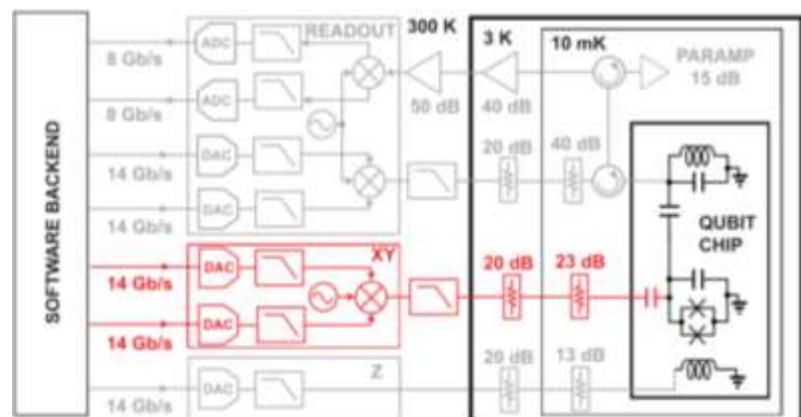 SOFTWARE BACKEND
READOUT
300 K
3 K
10 mK
8 Gb/s
ADC
50 dB
40 dB
PARAMP
15 dB
8 Gb/s
ADC
14 Gb/s
DAC
20 dB
40 dB
14 Gb/s
DAC
QUBIT
CHIP
XY
14 Gb/s
DAC
20 dB
23 dB
14 Gb/s
DAC
Z
14 Gb/s
DAC
20 dB
13 dB